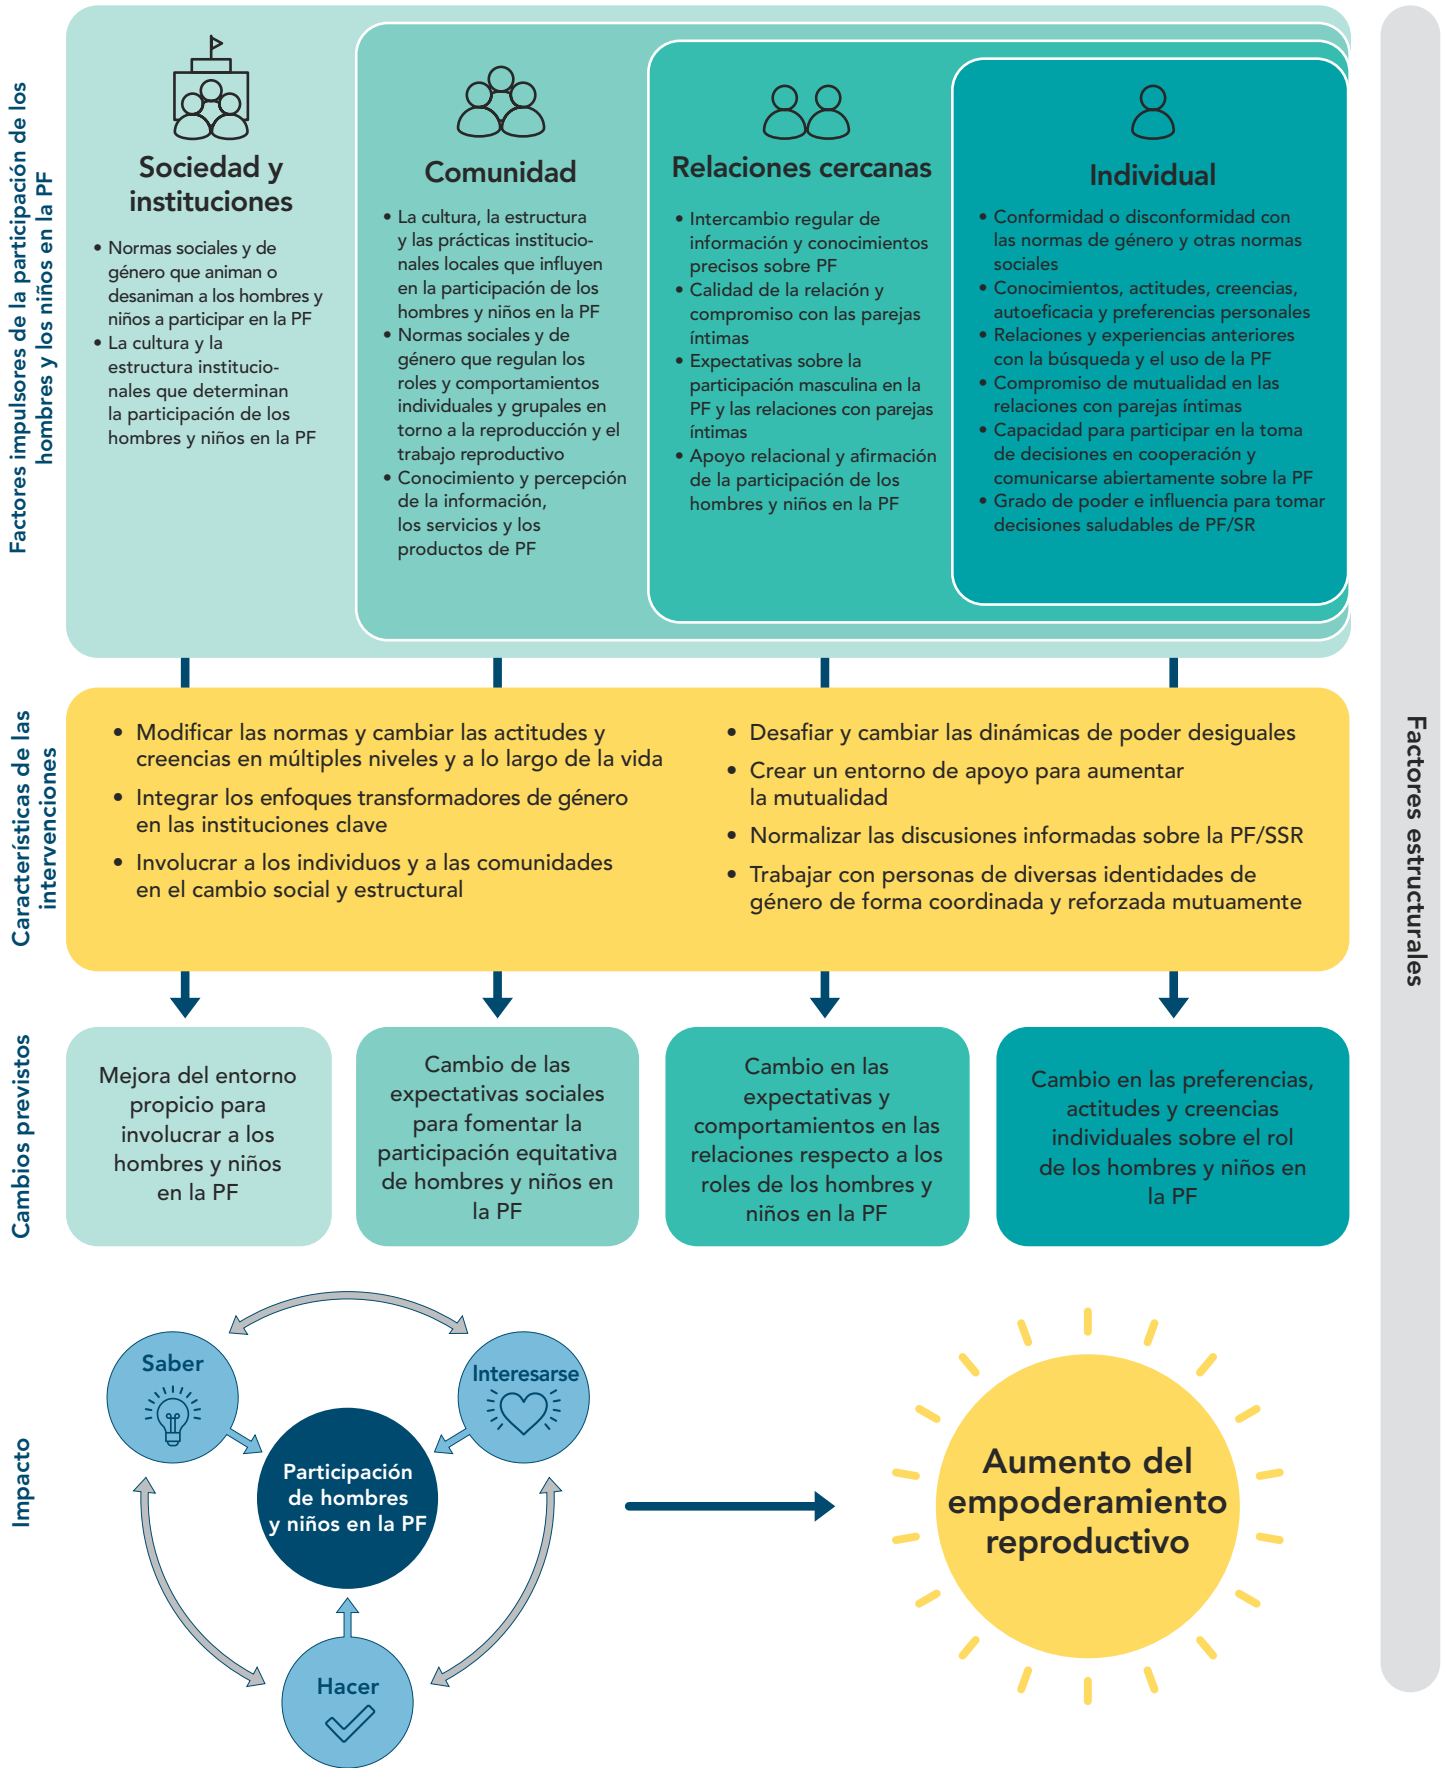 Factores impulsores de la participación de los
hombres y los niños en la PF
Sociedad y
instituciones
• Normas sociales y de
género que animan o
desaniman a los hombres y
niños a participar en la PF
• La cultura y la
estructura institucio-
nales que determinan
la participación de los
hombres y niños en la PF
Comunidad
• La cultura, la estructura
y las prácticas institucio-
nales locales que influyen
en la participación de los
hombres y niños en la PF
• Normas sociales y de
género que regulan los
roles y comportamientos
individuales y grupales en
torno a la reproducción y el
trabajo reproductivo
• Conocimiento y percepción
de la información,
los servicios y los
productos de PF
Relaciones cercanas
• Intercambio regular de
información y conocimientos
precisos sobre PF
• Calidad de la relación y
compromiso con las parejas
íntimas
• Expectativas sobre la
participación masculina en la
PF y las relaciones con parejas
íntimas
• Apoyo relacional y afirmación
de la participación de los
hombres y niños en la PF
Individual
• Conformidad o disconformidad con
las normas de género y otras normas
sociales
• Conocimientos, actitudes, creencias,
autoeficacia y preferencias personales
• Relaciones y experiencias anteriores
con la búsqueda y el uso de la PF
• Compromiso de mutualidad en las
relaciones con parejas íntimas
• Capacidad para participar en la toma
de decisiones en cooperación y
comunicarse abiertamente sobre la PF
• Grado de poder e influencia para tomar
decisiones saludables de PF/SR
Características de las
intervenciones
• Modificar las normas y cambiar las actitudes y
creencias en múltiples niveles y a lo largo de la vida
• Integrar los enfoques transformadores de género
en las instituciones clave
• Involucrar a los individuos y a las comunidades
en el cambio social y estructural
• Desafiar y cambiar las dinámicas de poder desiguales
• Crear un entorno de apoyo para aumentar
la mutualidad
• Normalizar las discusiones informadas sobre la PF/SSR
• Trabajar con personas de diversas identidades de
género de forma coordinada y reforzada mutuamente
Cambios previstos
Mejora del entorno
propicio para
involucrar a los
hombres y niños
en la PF
Cambio de las
expectativas sociales
para fomentar la
participación equitativa
de hombres y niños en
la PF
Cambio en las
expectativas y
comportamientos en las
relaciones respecto a los
roles de los hombres y
niños en la PF
Cambio en las preferencias,
actitudes y creencias
individuales sobre el rol
de los hombres y niños en
la PF
Impacto
Saber
Interesarse
Participación
de hombres
y niños en la PF
Hacer
Aumento del
empoderamiento
reproductivo
Factores estructurales